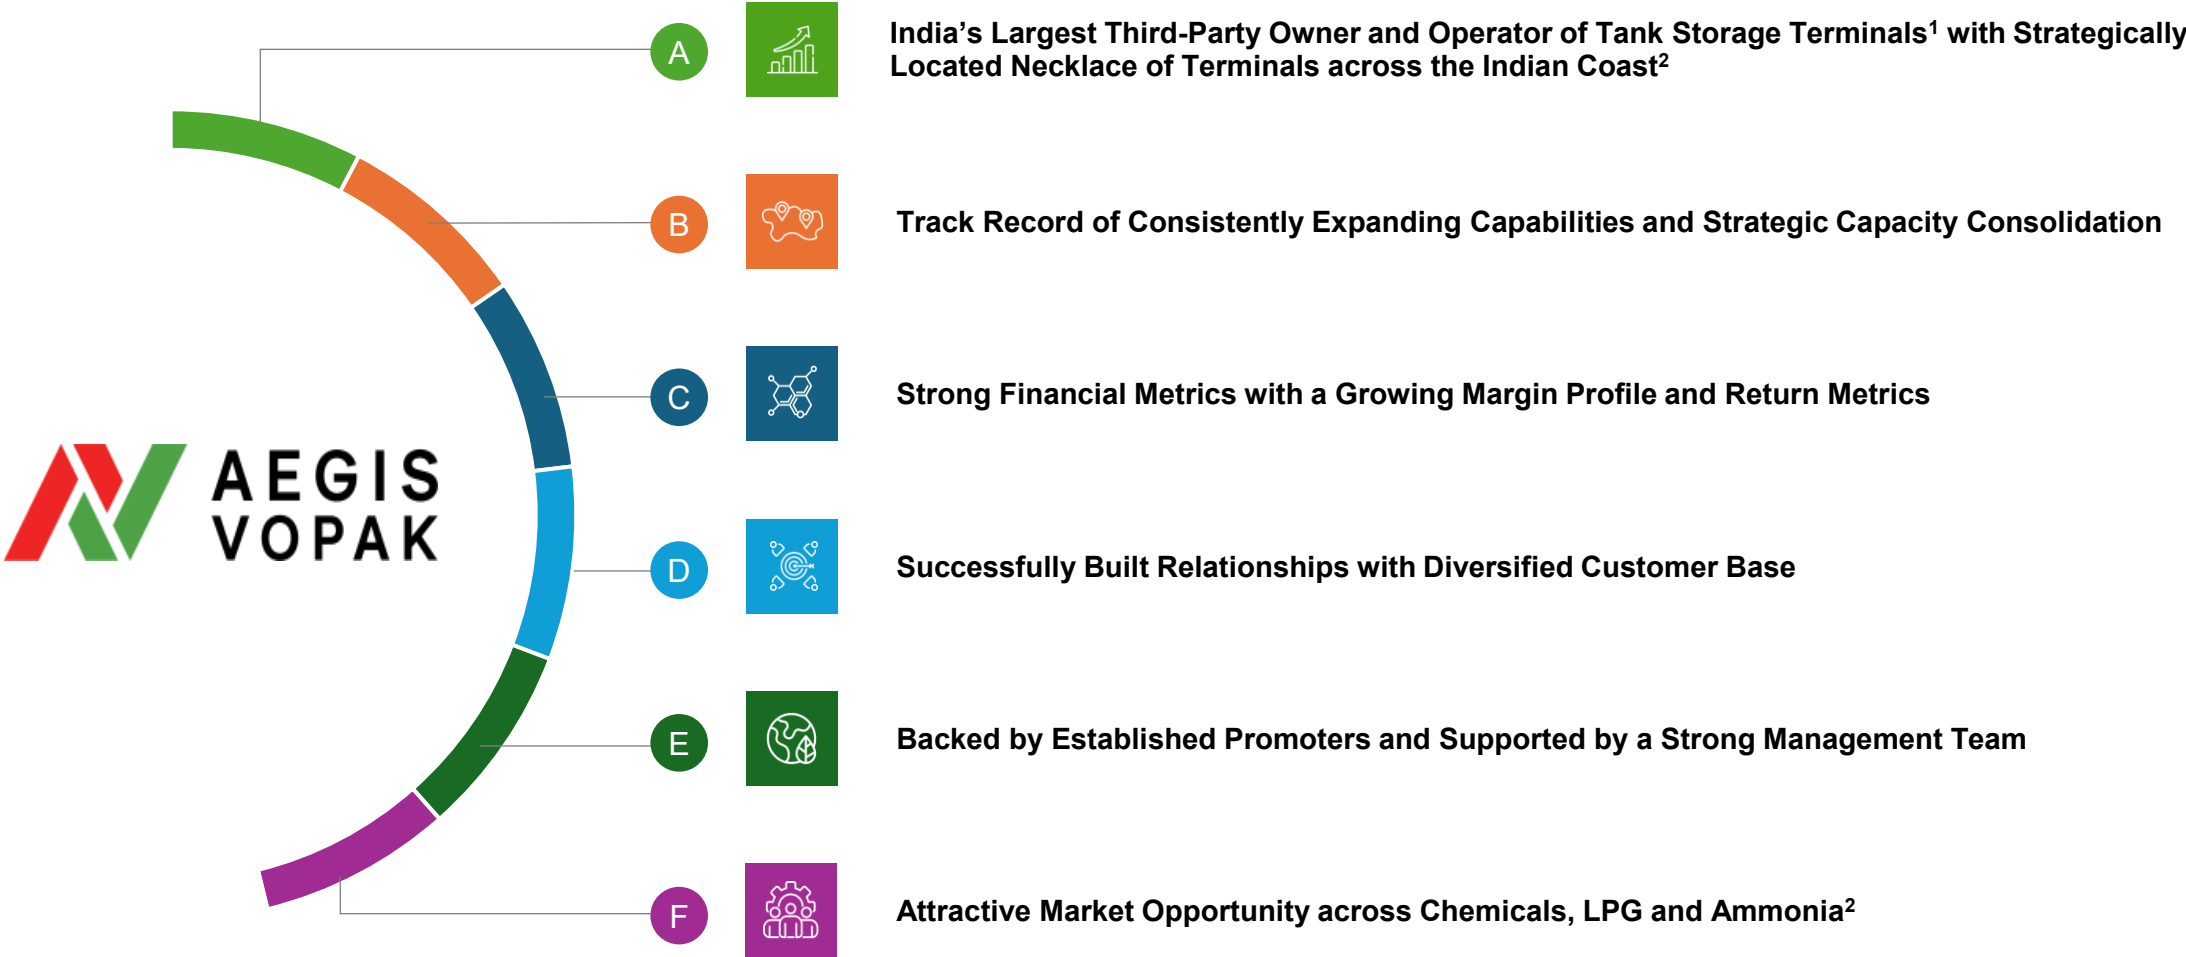 A
India’s Largest Third-Party Owner and Operator of Tank Storage Terminals¹ with Strategically
Located Necklace of Terminals across the Indian Coast²
B
Track Record of Consistently Expanding Capabilities and Strategic Capacity Consolidation
C
Strong Financial Metrics with a Growing Margin Profile and Return Metrics
AEGIS
VOPAK
D
Successfully Built Relationships with Diversified Customer Base
E
Backed by Established Promoters and Supported by a Strong Management Team
F
Attractive Market Opportunity across Chemicals, LPG and Ammonia²